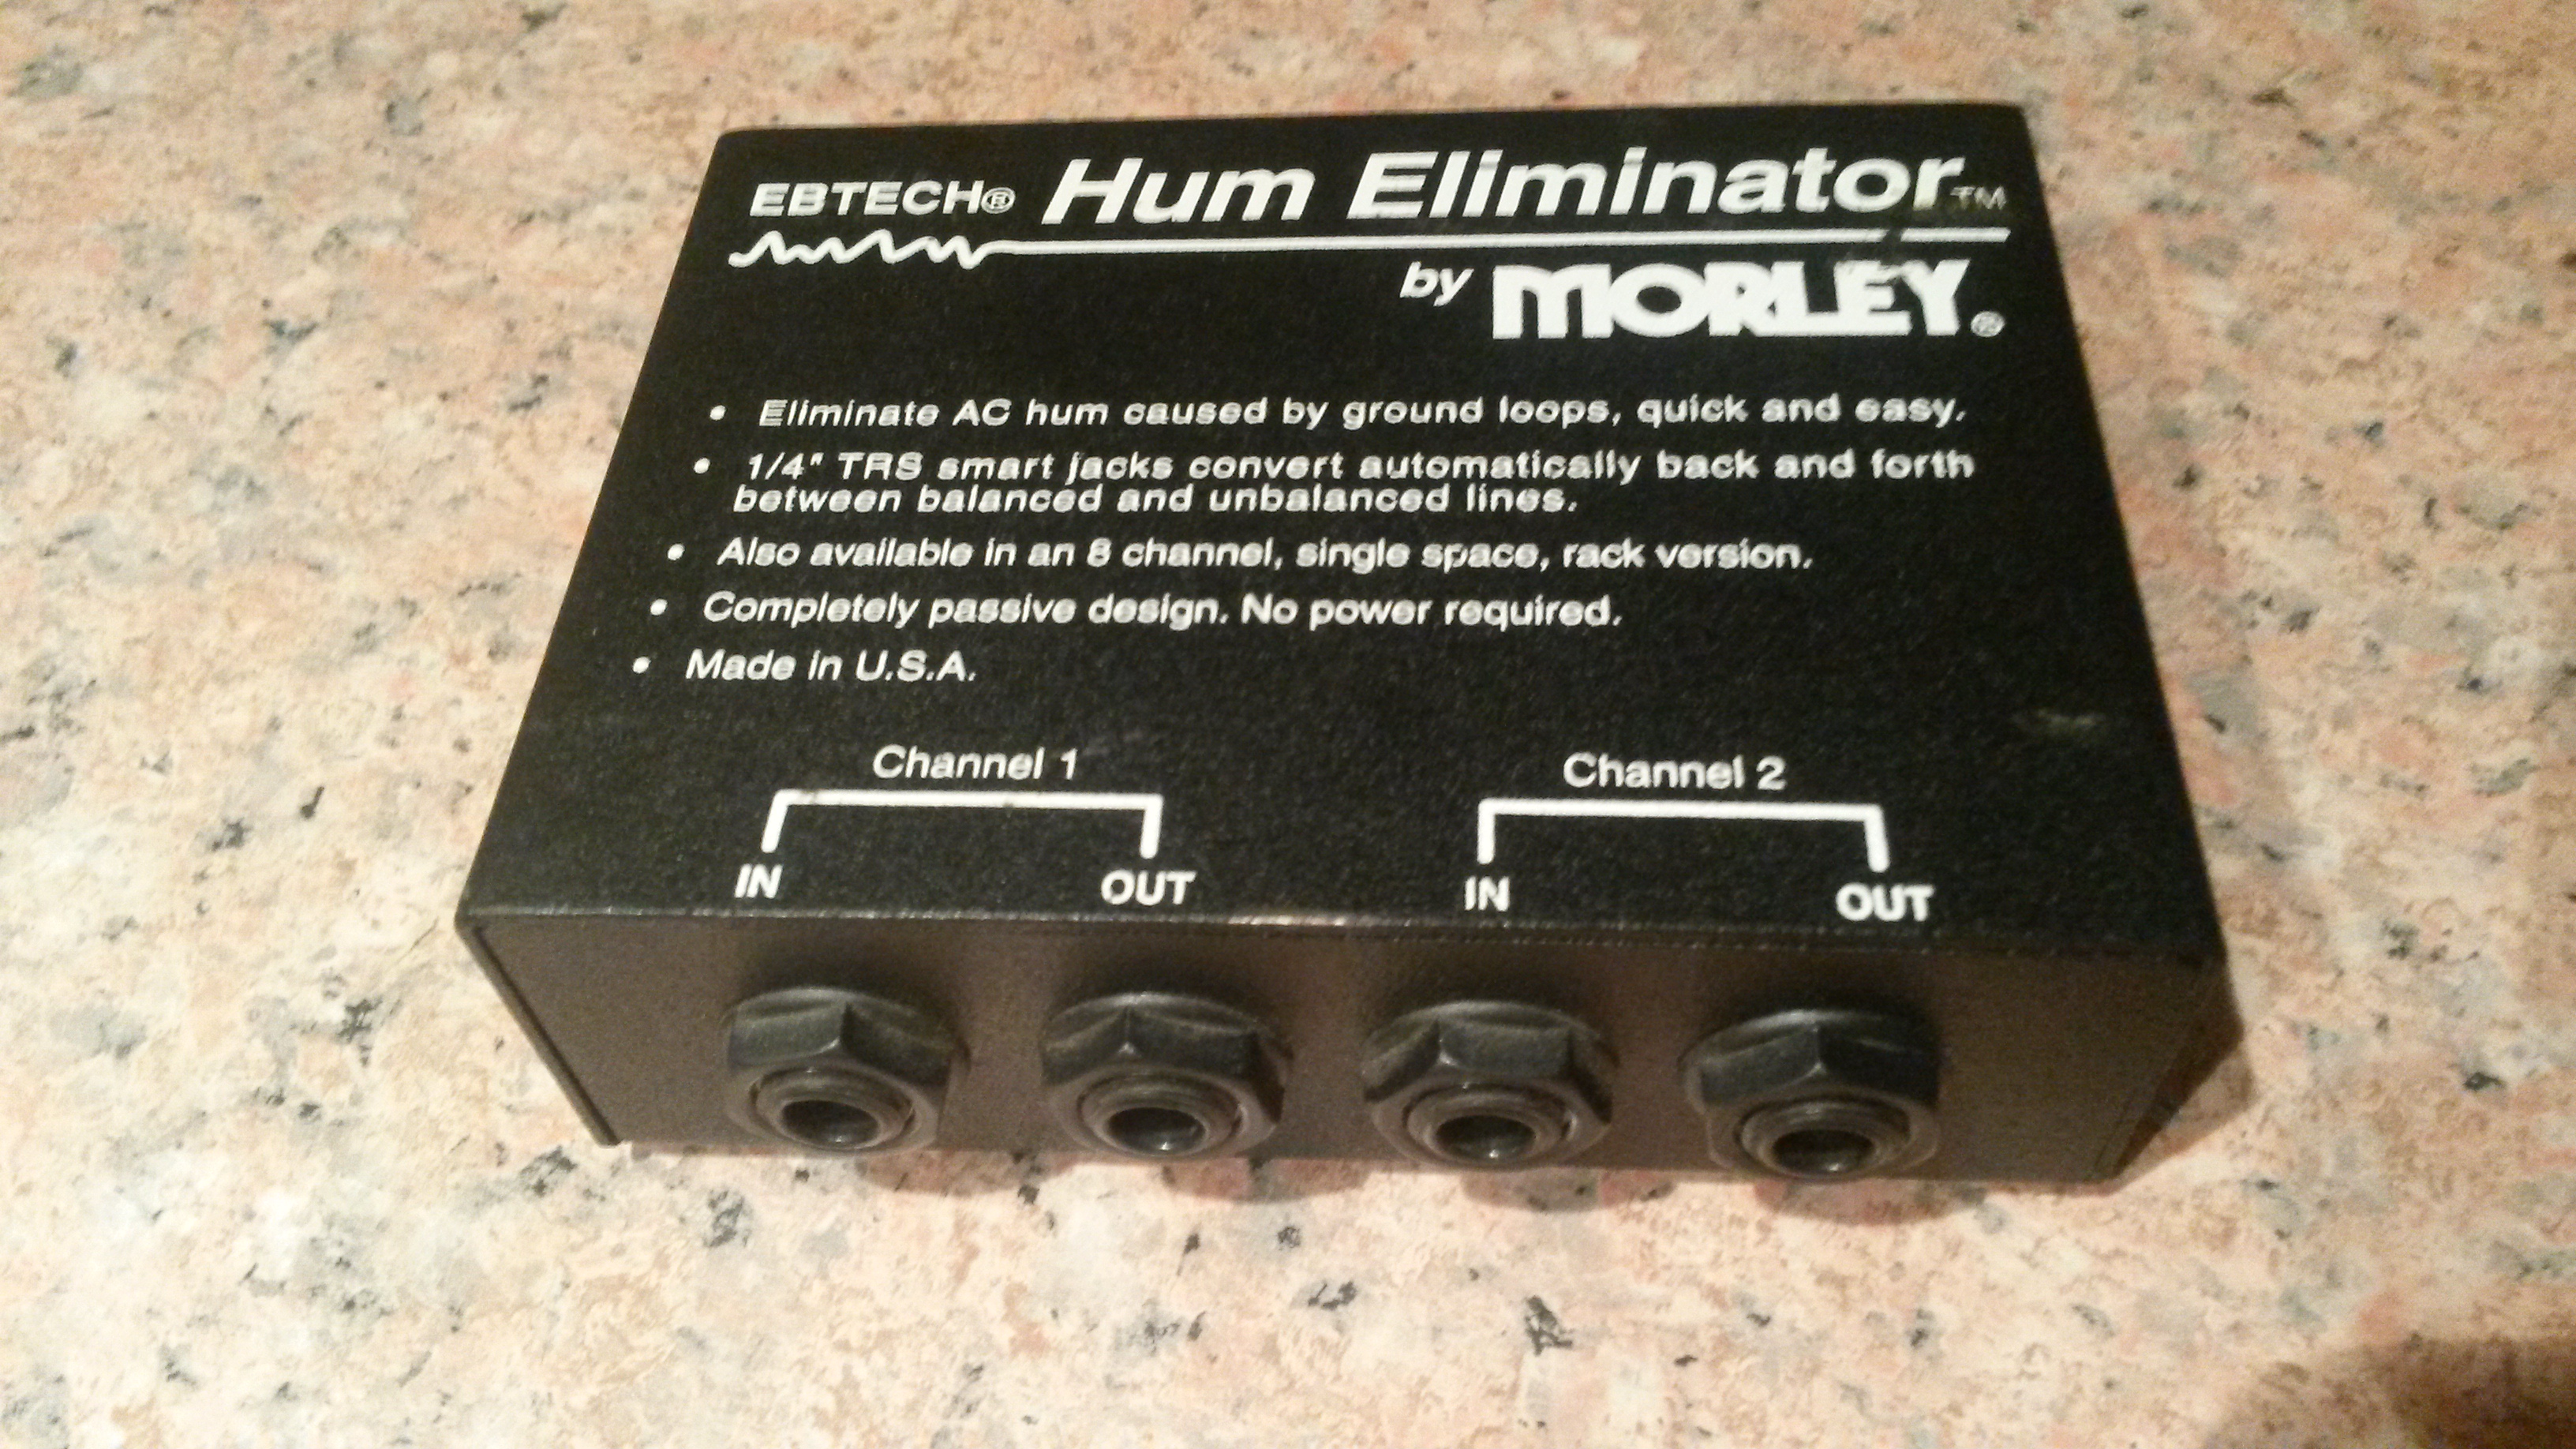 EBTECH® Hum Eliminator™
by MORLEY®
• Eliminate AC hum caused by ground loops, quick and easy.
• 1/4" TRS smart jacks convert automatically back and forth
between balanced and unbalanced lines.
• Also available in an 8 channel, single space, rack version.
• Completely passive design. No power required.
• Made in U.S.A.
Channel 1 Channel 2
IN OUT IN OUT